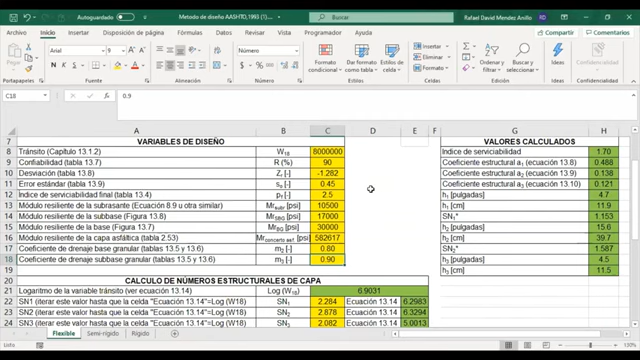 Autoguardado
Metodo de diseño AASHTO,1993 (1)....
Buscar
Rafael David Mendez Anillo
RD
Archivo Inicio Insertar Disposición de página Fórmulas Datos Revisar Vista Programador Ayuda
Compartir Comentarios
Arial 9
General
Pegar
Formato condicional
Dar formato como tabla
Estilos de celda
Insertar
Eliminar
Formato
Ordenar y filtrar
Buscar y seleccionar
Confidencialidad
Portapapeles Fuente Alineación Número Estilos Celdas Edición Confidencialidad
C18 0.9
A B C D E F G H
7 VARIABLES DE DISEÑO VALORES CALCULADOS
8 Tránsito (Capítulo 13.1.2) W18 8000000 Indice de serviciabilidad 1.70
9 Confiabilidad (tabla 13.7) R (%) 90 Coeficiente estructural a1 (ecuación 13.8) 0.488
10 Desviación (tabla 13.8) Zr [-] -1.282 Coeficiente estructural a2 (ecuación 13.9) 0.138
11 Error estándar (tabla 13.7) so [-] 0.45 Coeficiente estructural a3 (ecuación 13.10) 0.121
12 Indice de serviciabilidad final (tabla 13.4) pt [-] 2.5 h1 [pulgadas] 4.7
13 Módulo resiliente de la subrasante (Ecuación 8.9 u otra similar) Mrsubr [psi] 10500 h1 [cm] 11.9
14 Módulo resiliente de la subbase (Figura 13.8) MrSBG [psi] 17000 SN1* 1.153
15 Módulo resiliente de la base (Figura 13.6) MrBG [psi] 30000 h2 [pulgadas] 15.6
16 Módulo resiliente de la capa asfáltica (tabla 2.53) Mrconcreto asf. [psi] 582617 h2 [cm] 39.7
17 Coeficiente de drenaje base granular (tablas 13.5 y 13.6) m2 [-] 0.80 SN2* 1.587
18 Coeficiente de drenaje subbase granular (tablas 13.5 y 13.6) m3 [-] 0.90 h3 [pulgadas] 4.5
19 h3 [cm] 11.5
20 CALCULO DE NÚMEROS ESTRUCTURALES DE CAPA
21 Logaritmo de la variable tránsito (ver ecuación 13.14) Log (W18) 6.9031
22 SN1 (iterar este valor hasta que la celda "Ecuación 13.14"=Log (W18) SN1 2.284 Ecuación 13.14 6.2983
23 SN2 (iterar este valor hasta que la celda "Ecuación 13.14"=Log (W18) SN2 2.878 Ecuación 13.14 6.3294
24 SN3 (iterar este valor hasta que la celda "Ecuación 13.14"=Log (W18) SN3 2.082 Ecuación 13.14 5.0013
Flexible Semi-rígido Rígido